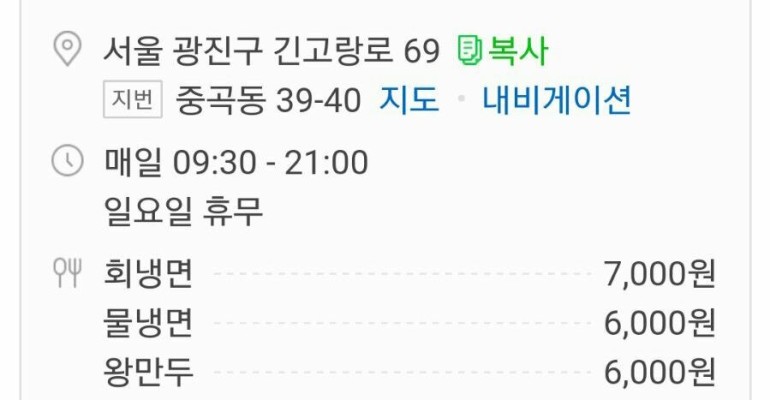 서울 광진구 긴고랑로 69 복사
지번 중곡동 39-40 지도 · 내비게이션
매일 09:30 - 21:00
일요일 휴무
회냉면 7,000원
물냉면 6,000원
왕만두 6,000원